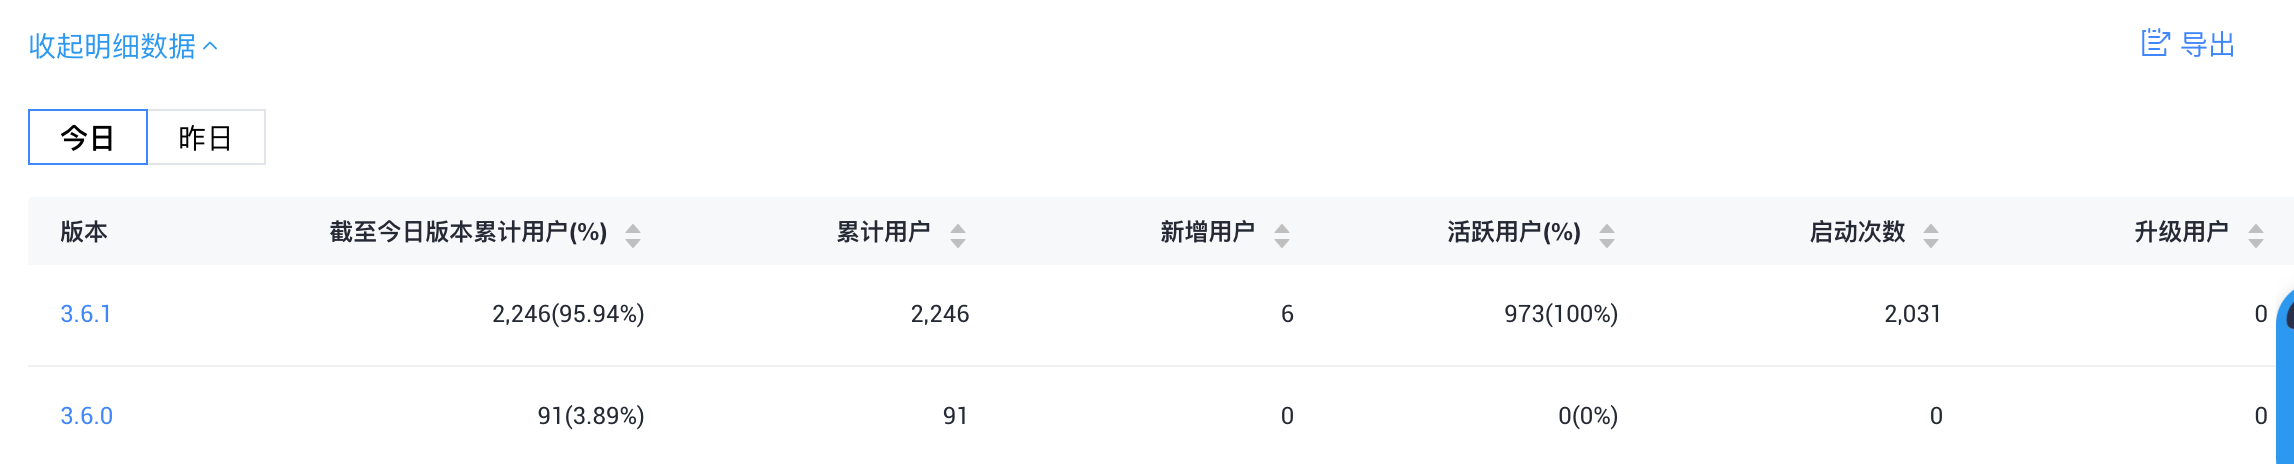 收起明细数据
导出
今日 昨日
版本 截至今日版本累计用户(%) 累计用户 新增用户 活跃用户(%) 启动次数 升级用户
3.6.1 2,246(95.94%) 2,246 6 973(100%) 2,031 0
3.6.0 91(3.89%) 91 0 0(0%) 0 0